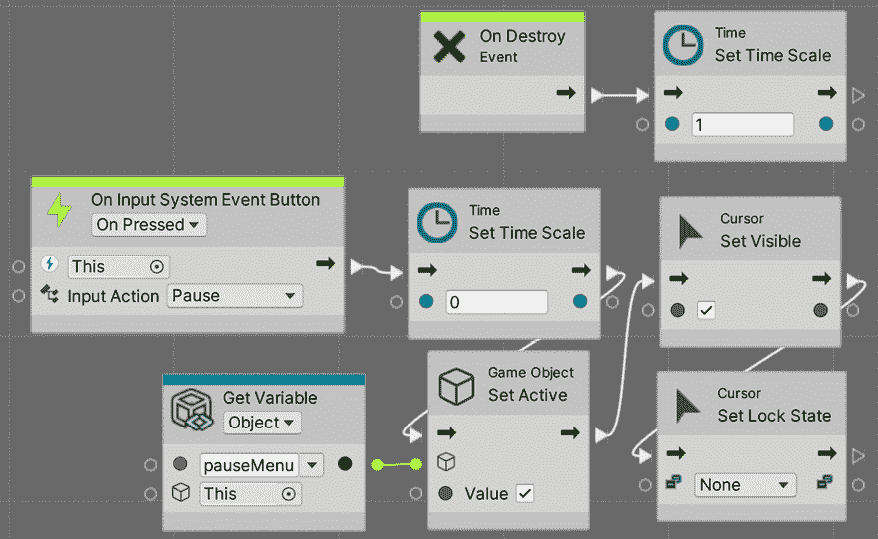 On Destroy
Event
Time
Set Time Scale
1
On Input System Event Button
On Pressed
This
Input Action Pause
Time
Set Time Scale
0
Cursor
Set Visible
Get Variable
Object
pauseMenu
This
Game Object
Set Active
Value
Cursor
Set Lock State
None